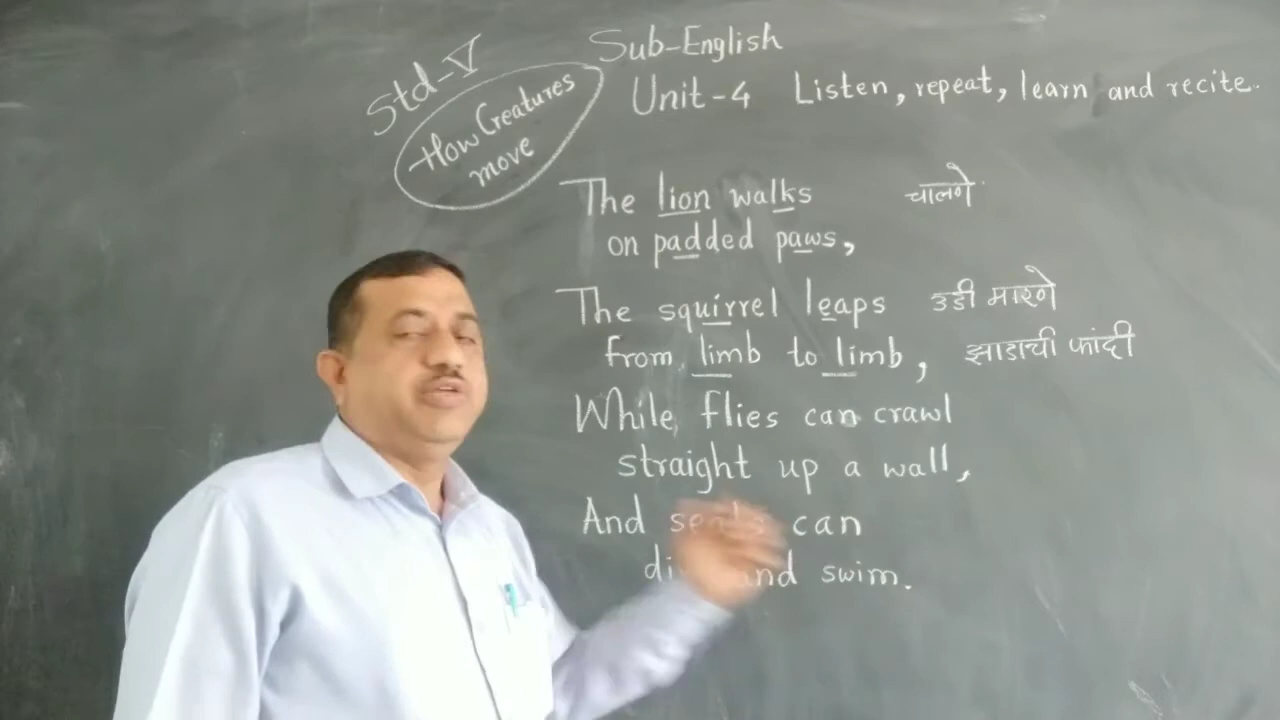 Std-V
Sub-English
How Creatures
move
Unit-4 Listen, repeat, learn and recite.
The lion walks चालणे
on padded paws,
The squirrel leaps उडी मारणे
from limb to limb, झाडाची फांदी
While flies can crawl
straight up a wall,
And can
and swim.